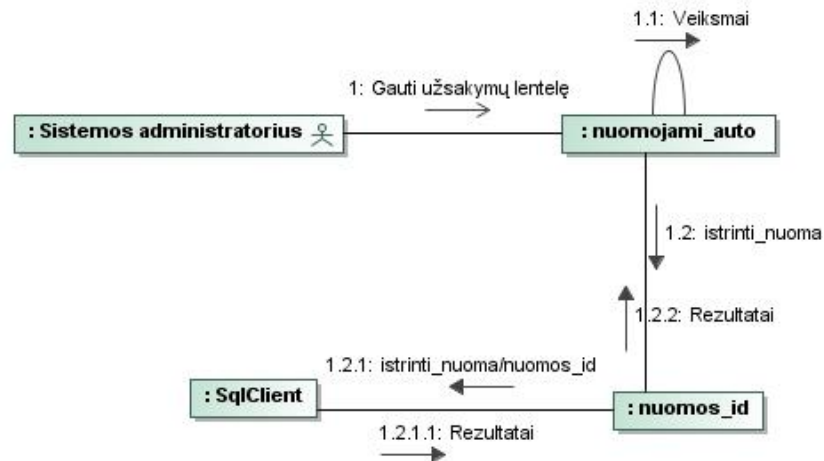 1.1: Veiksmai
1: Gauti užsakymų lentelę
: Sistemos administratorius
: nuomojami_auto
1.2: istrinti_nuoma
1.2.2: Rezultatai
1.2.1: istrinti_nuoma/nuomos_id
: SqlClient
: nuomos_id
1.2.1.1: Rezultatai